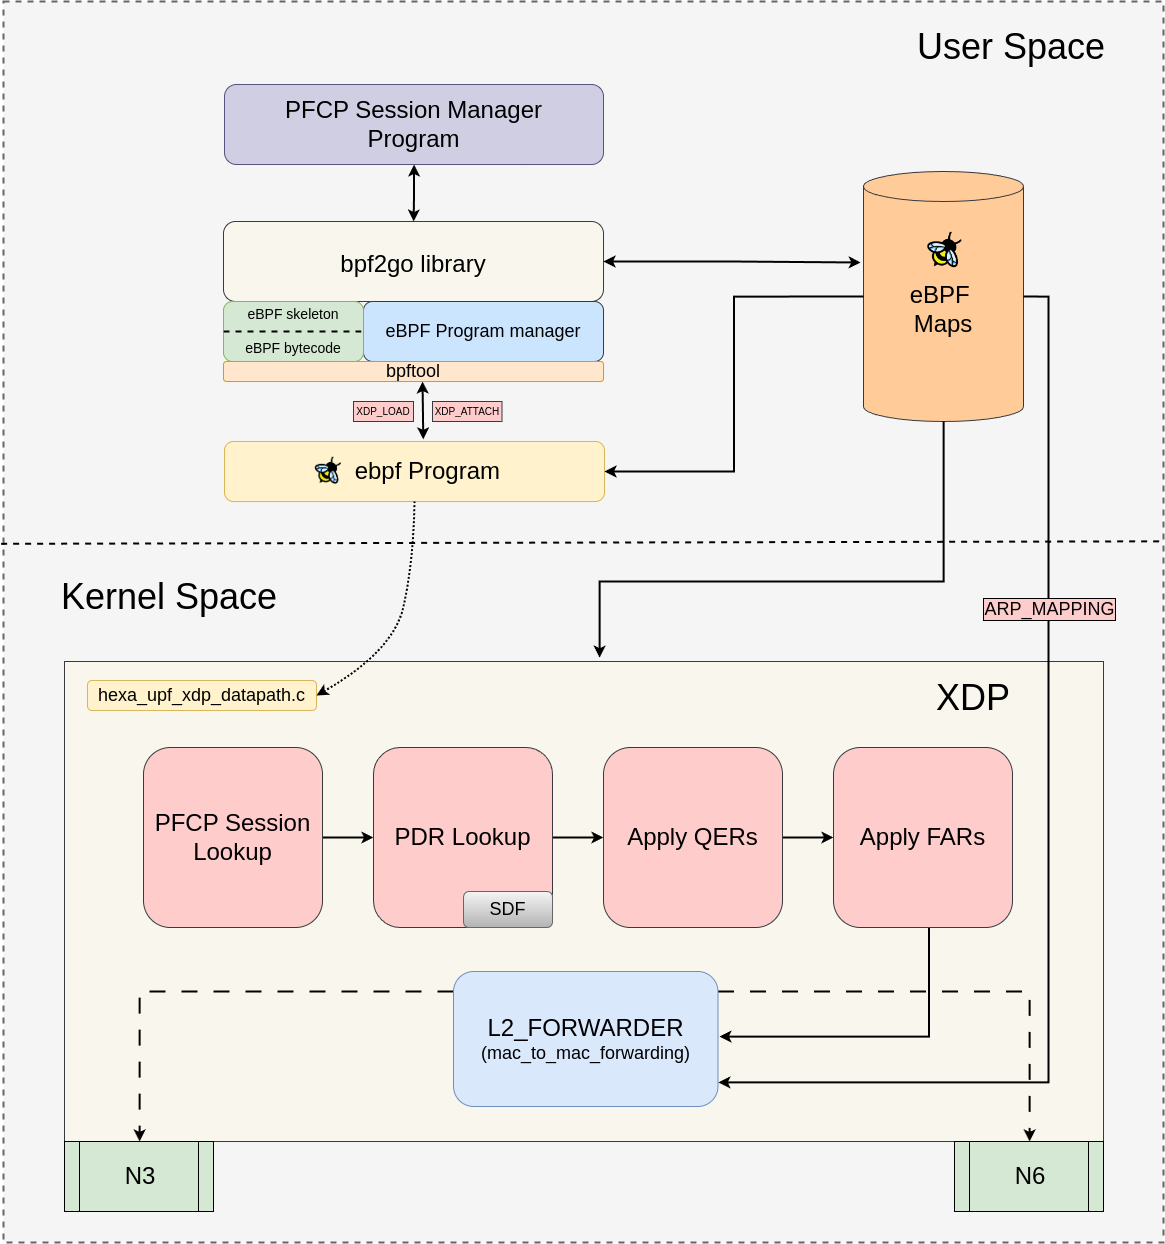 User Space
PFCP Session Manager
Program
bpf2go library
eBPF skeleton
eBPF bytecode
eBPF Program manager
bpftool
XDP_LOAD
XDP_ATTACH
ebpf Program
eBPF
Maps
Kernel Space
ARP_MAPPING
hexa_upf_xdp_datapath.c
XDP
PFCP Session
Lookup
PDR Lookup
SDF
Apply QERs
Apply FARs
L2_FORWARDER
(mac_to_mac_forwarding)
N3
N6